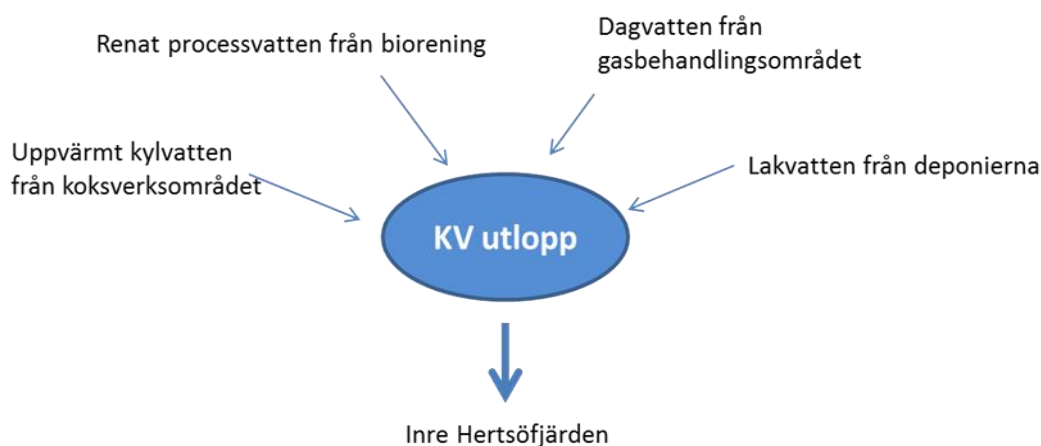 Renat processvatten från biorening
Dagvatten från
gasbehandlingsområdet
Uppvärmt kylvatten
från koksverksområdet
Lakvatten från deponierna
KV utlopp
Inre Hertsöfjärden